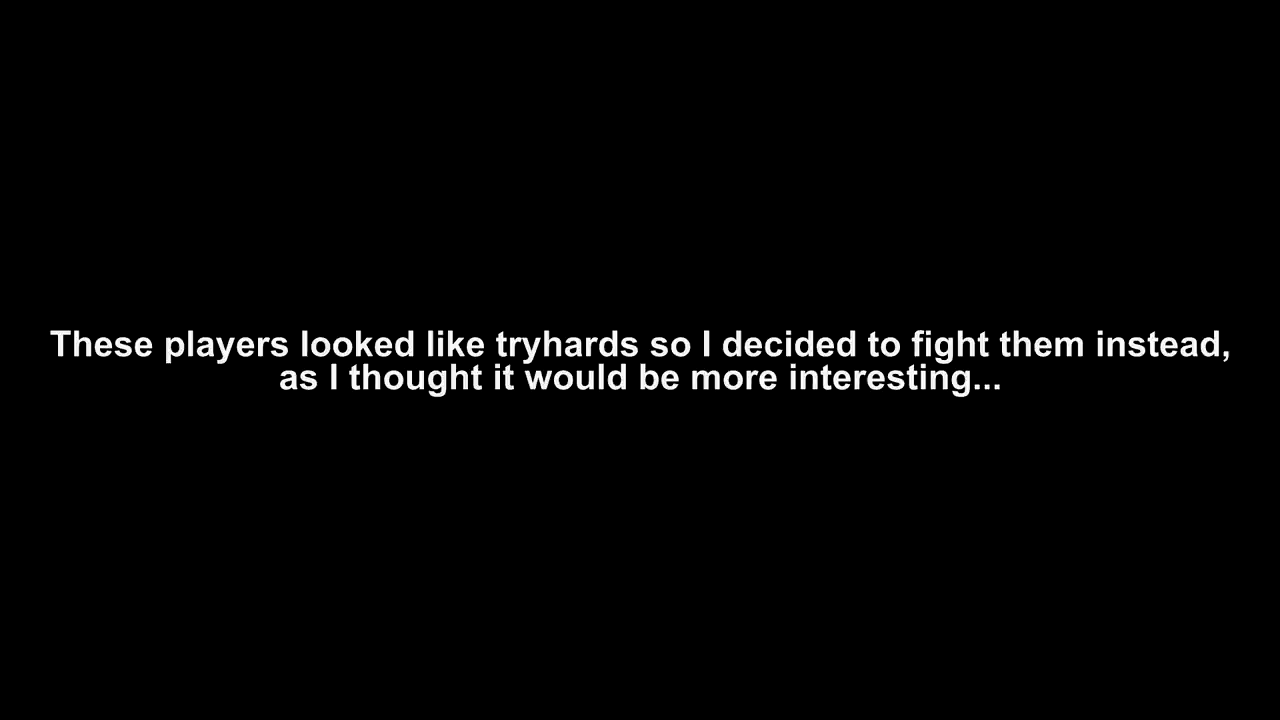 These players looked like tryhards so I decided to fight them instead,
as I thought it would be more interesting...